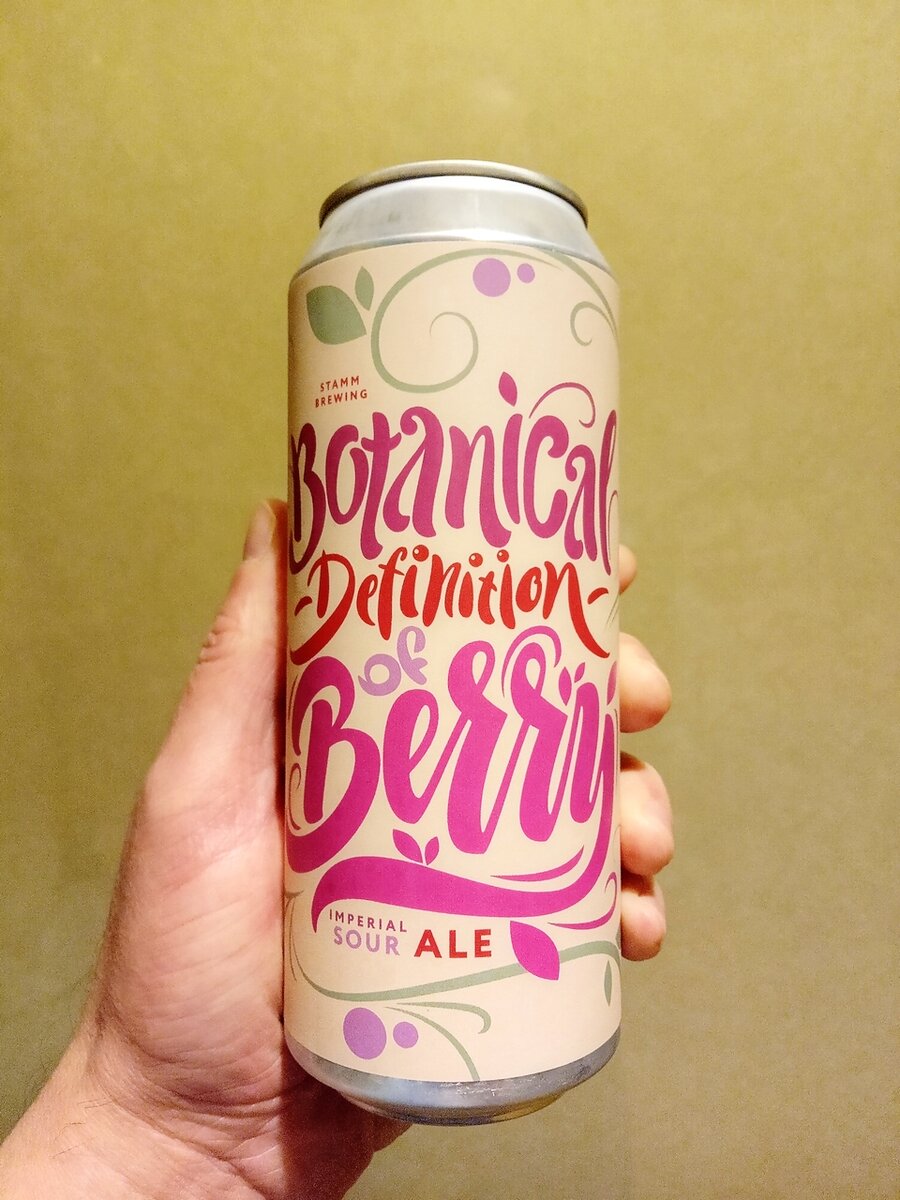 STAMM
BREWING
Botanical
Definition
of
Berry
IMPERIAL
SOUR ALE